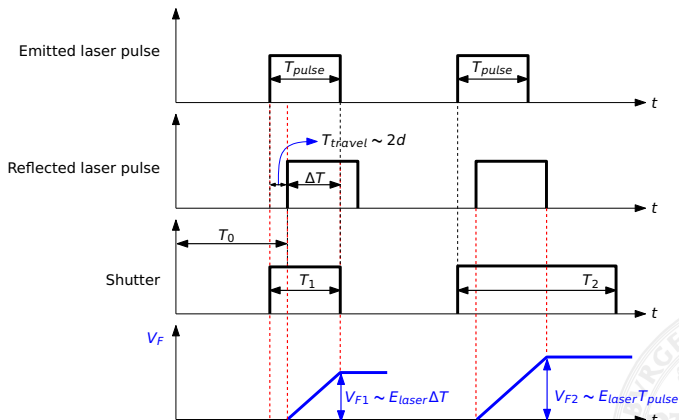 Emitted laser pulse
T_pulse
T_pulse
t
T_travel ~ 2d
Reflected laser pulse
ΔT
t
T_0
Shutter
T_1
T_2
t
V_F
V_F1 ~ E_laser ΔT
V_F2 ~ E_laser T_pulse
t